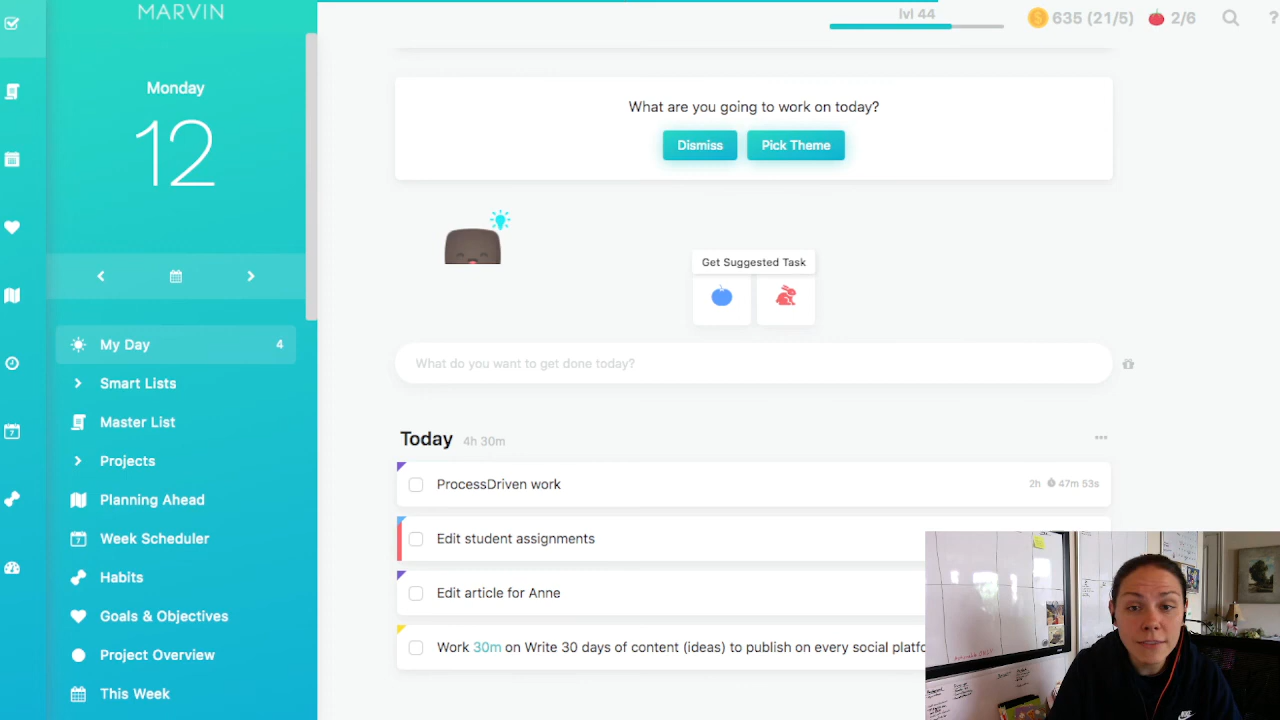 MARVIN
Monday
12
My Day 4
Smart Lists
Master List
Projects
Planning Ahead
Week Scheduler
7
Habits
Goals & Objectives
Project Overview
This Week
7
lvl 44
635 (21/5)
2/6
?
What are you going to work on today?
Dismiss
Pick Theme
Get Suggested Task
What do you want to get done today?
Today 4h 30m
ProcessDriven work 2h 47m 53s
Edit student assignments
Edit article for Anne
Work 30m on Write 30 days of content (ideas) to publish on every social platfo